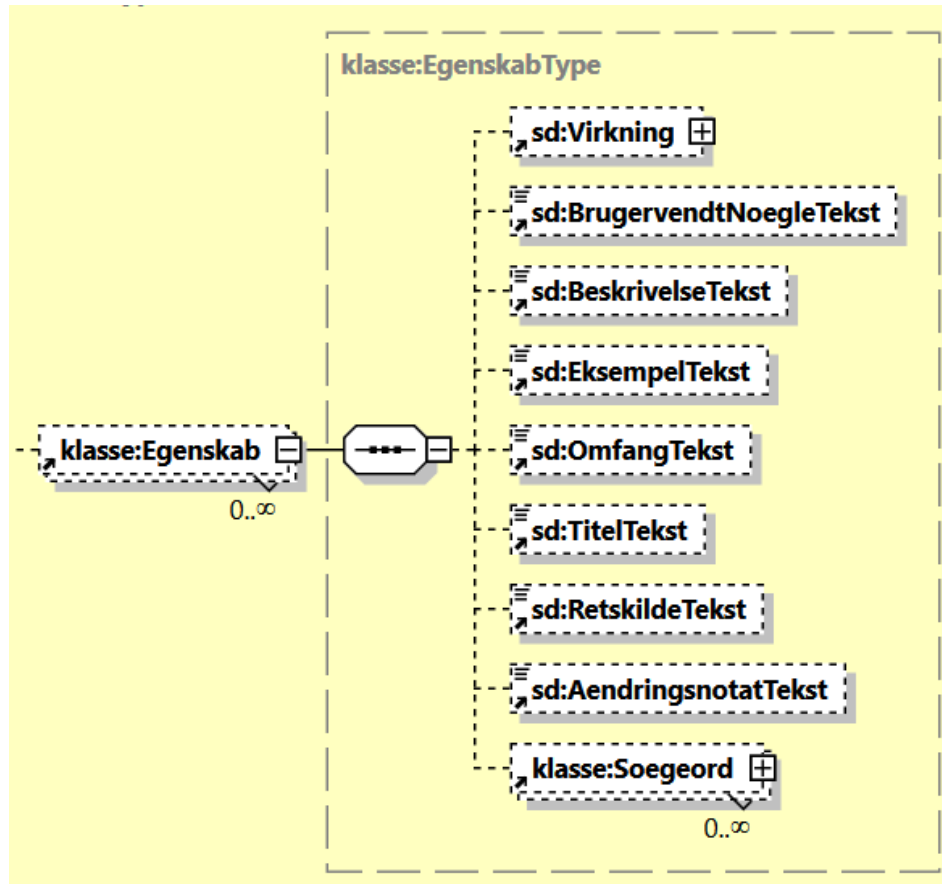 klasse:EgenskabType
sd:Virkning
sd:BrugervendtNoegleTekst
sd:BeskrivelseTekst
sd:EksempelTekst
klasse:Egenskab
0..∞
sd:OmfangTekst
sd:TitelTekst
sd:RetskildeTekst
sd:AendringsnotatTekst
klasse:Soegeord
0..∞